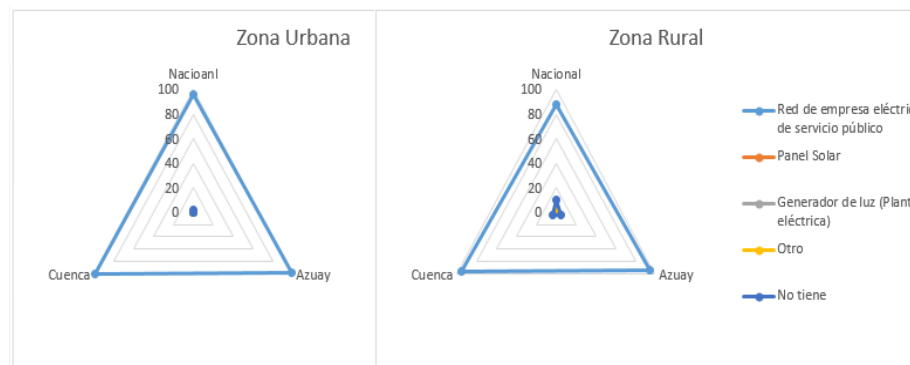 Zona Urbana
Nacioanl
100
80
60
40
20
0
Cuenca
Azuay
Zona Rural
Nacional
100
80
60
40
20
0
Cuenca
Azuay
Red de empresa eléctric
de servicio público
Panel Solar
Generador de luz (Plant
eléctrica)
Otro
No tiene